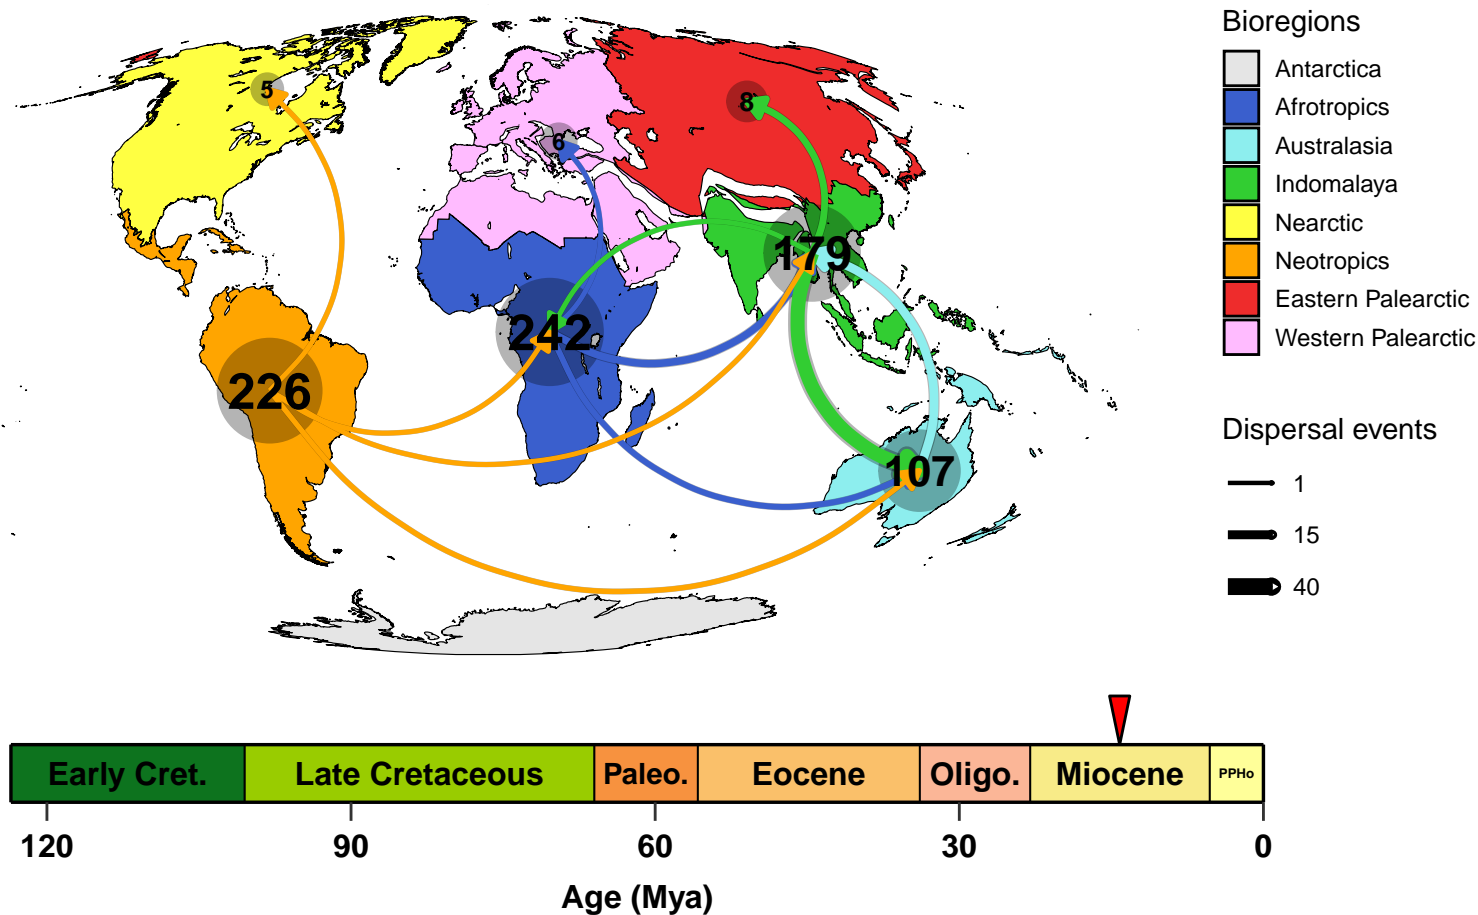 Bioregions
Antarctica
Afrotropics
Australasia
Indomalaya
Nearctic
Neotropics
Eastern Palearctic
Western Palearctic
5
8
6
179
242
226
107
Dispersal events
1
15
40
Early Cret.
Late Cretaceous
Paleo.
Eocene
Oligo.
Miocene
PPHo
120
90
60
30
0
Age (Mya)